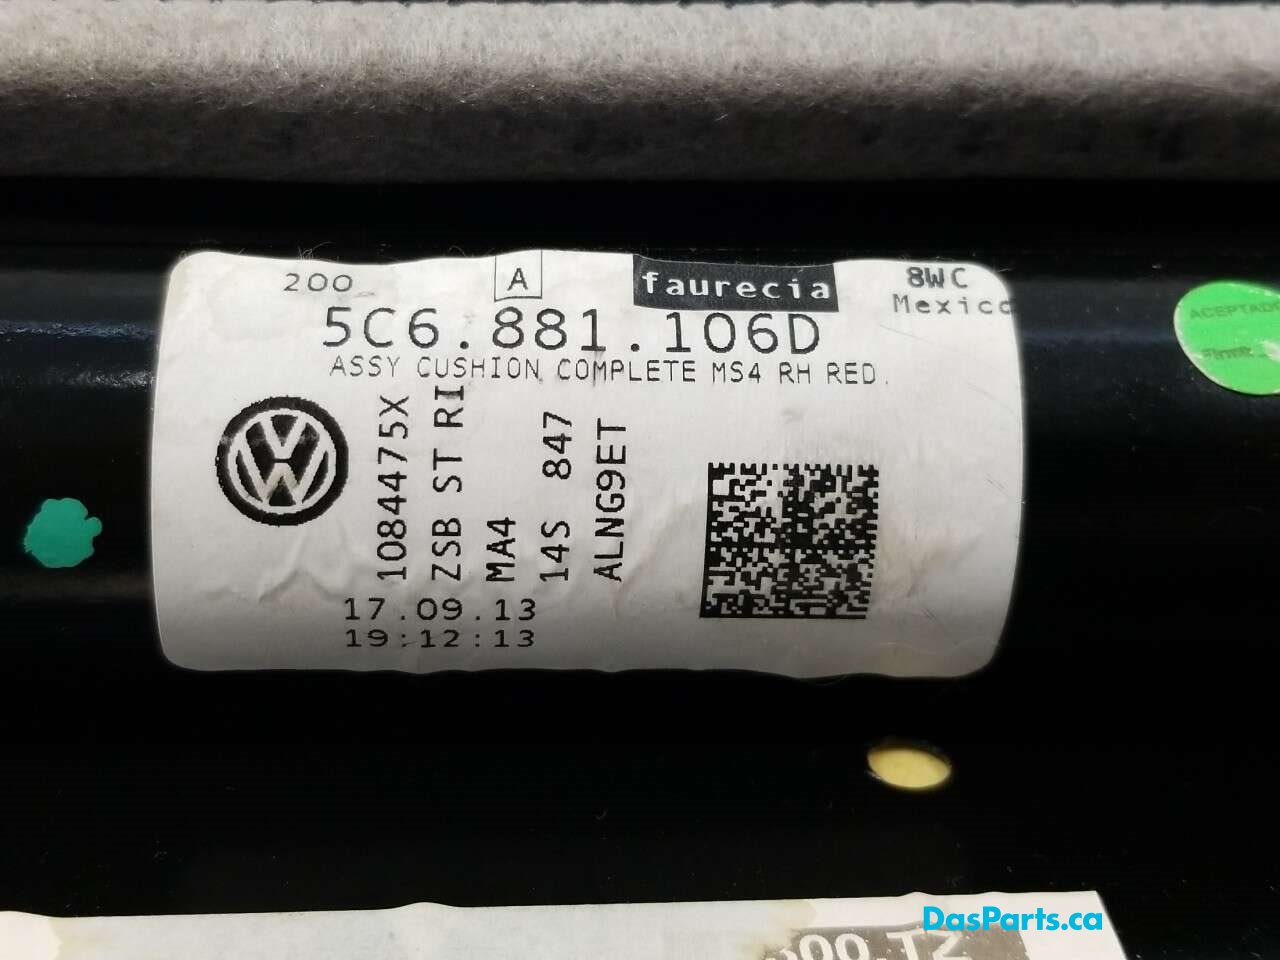 200
A
faurecia
8WC
Mexico
5C6.881.106D
ASSY CUSHION COMPLETE MS4 RH RED.
1084475X
ZSB ST RI
MA4
14S 847
ALNG9ET
17.09.13
19:12:13
ACEPTADO
DasParts.ca